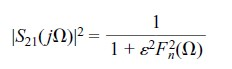 |S₂₁(jΩ)|² = 1 / (1 + ε²Fₙ²(Ω))